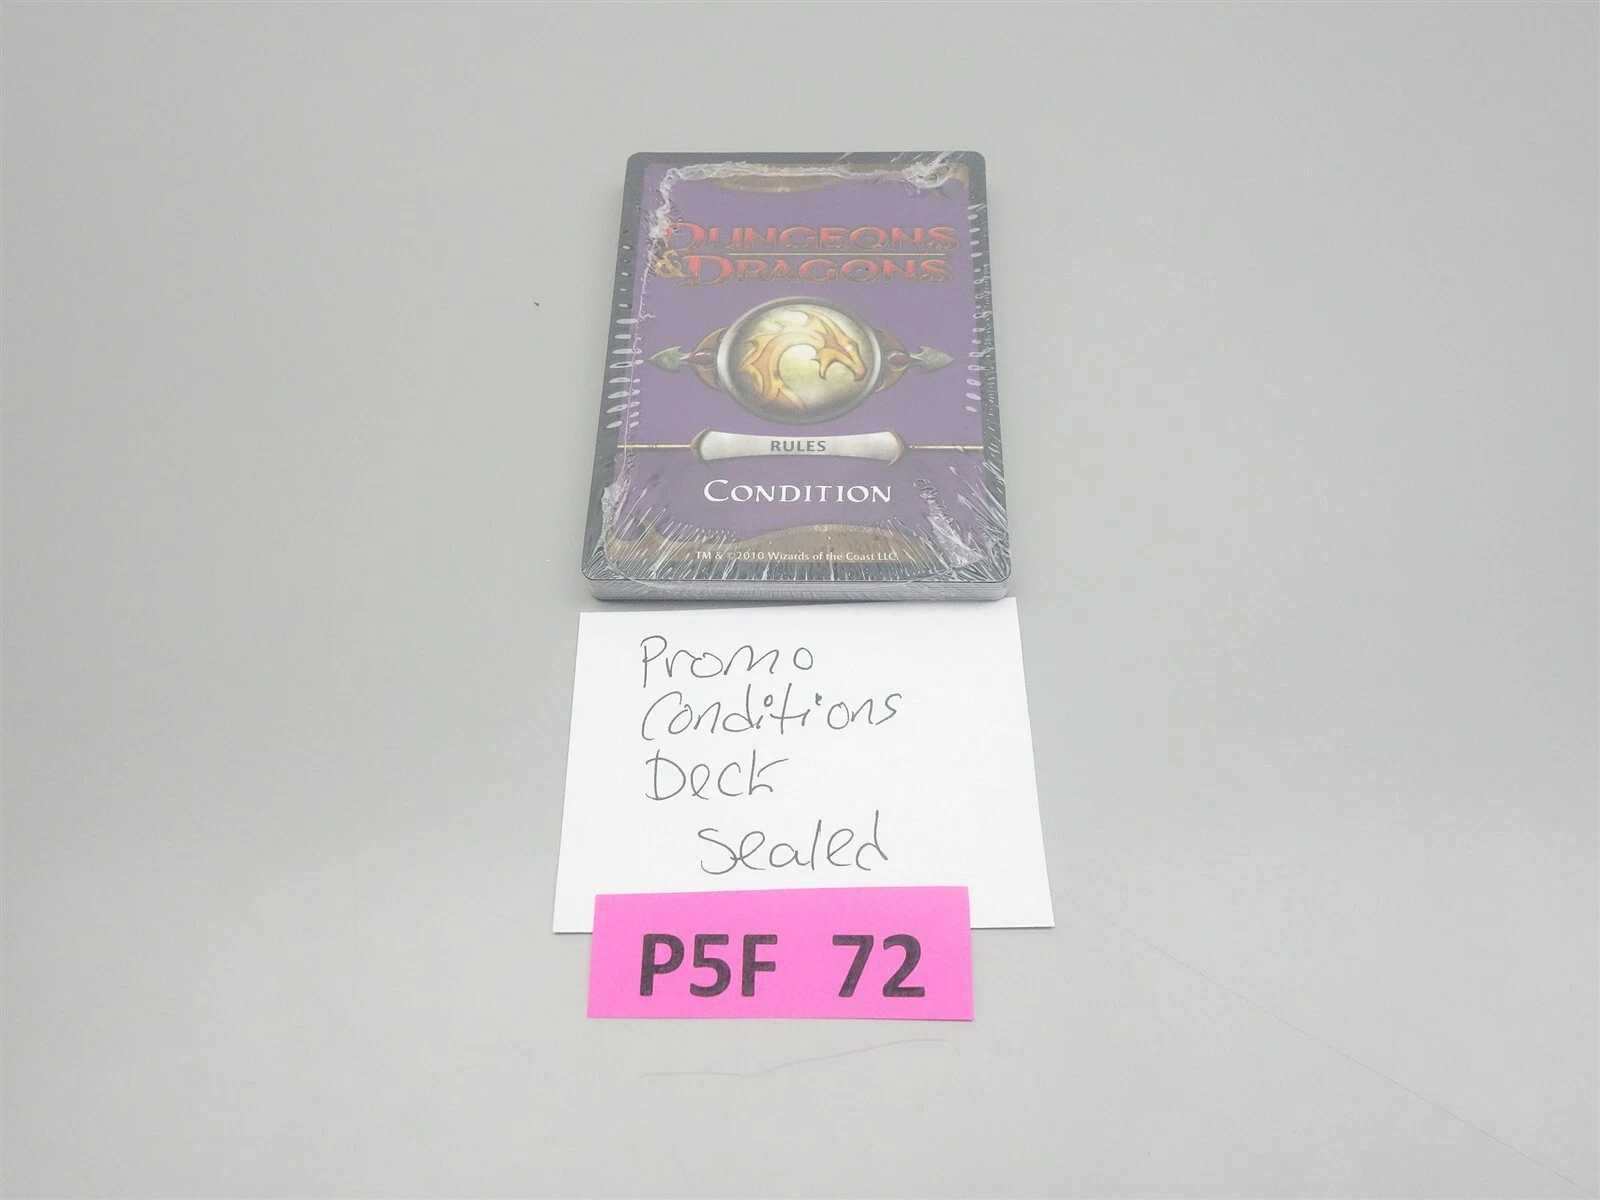 DUNGEONS
& DRAGONS
RULES
CONDITION
TM & © 2010 Wizards of the Coast LLC.
Promo
Conditions
Deck
Sealed
P5F 72